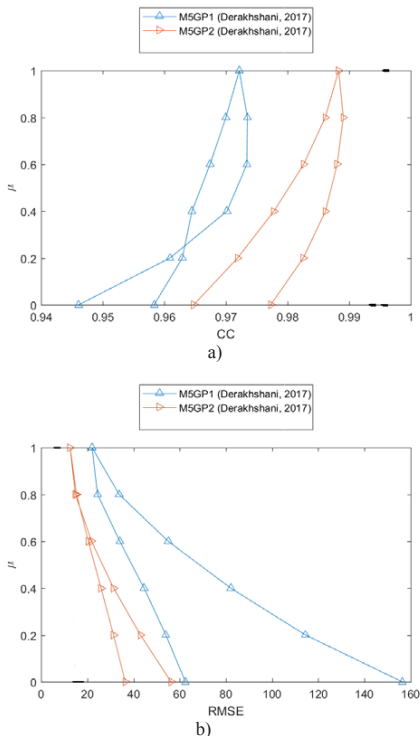 M5GP1 (Derakhshani, 2017)
M5GP2 (Derakhshani, 2017)
1
0.8
μ
0.6
0.4
0.2
0
0.94 0.95 0.96 0.97 0.98 0.99 1
CC
a)
M5GP1 (Derakhshani, 2017)
M5GP2 (Derakhshani, 2017)
1
0.8
μ
0.6
0.4
0.2
0
0 20 40 60 80 100 120 140 160
RMSE
b)